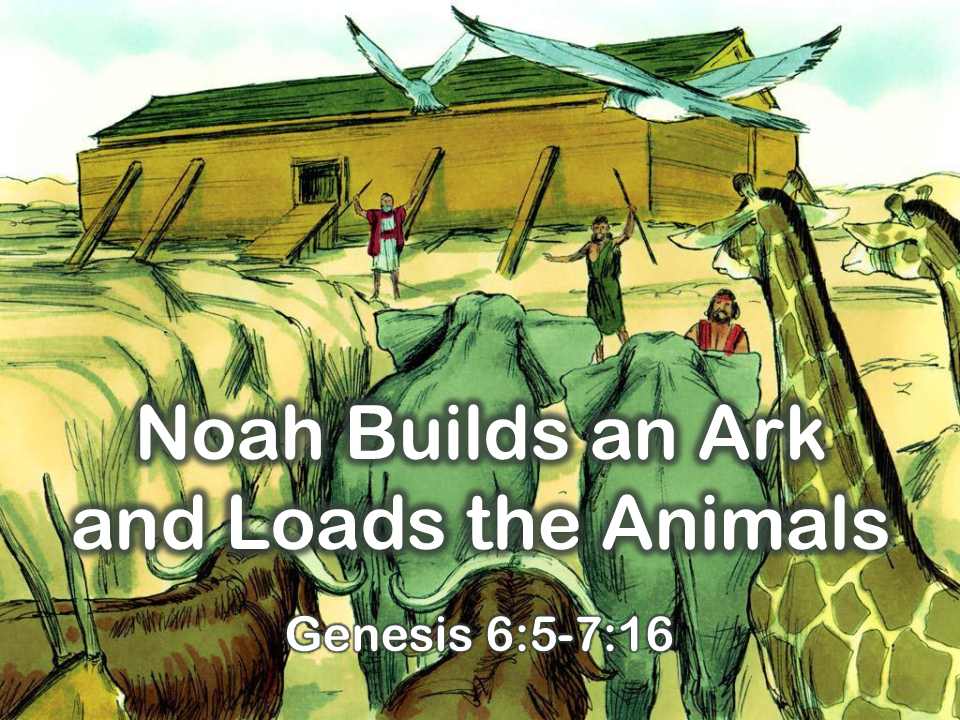 Noah Builds an Ark
and Loads the Animals
Genesis 6:5-7:16